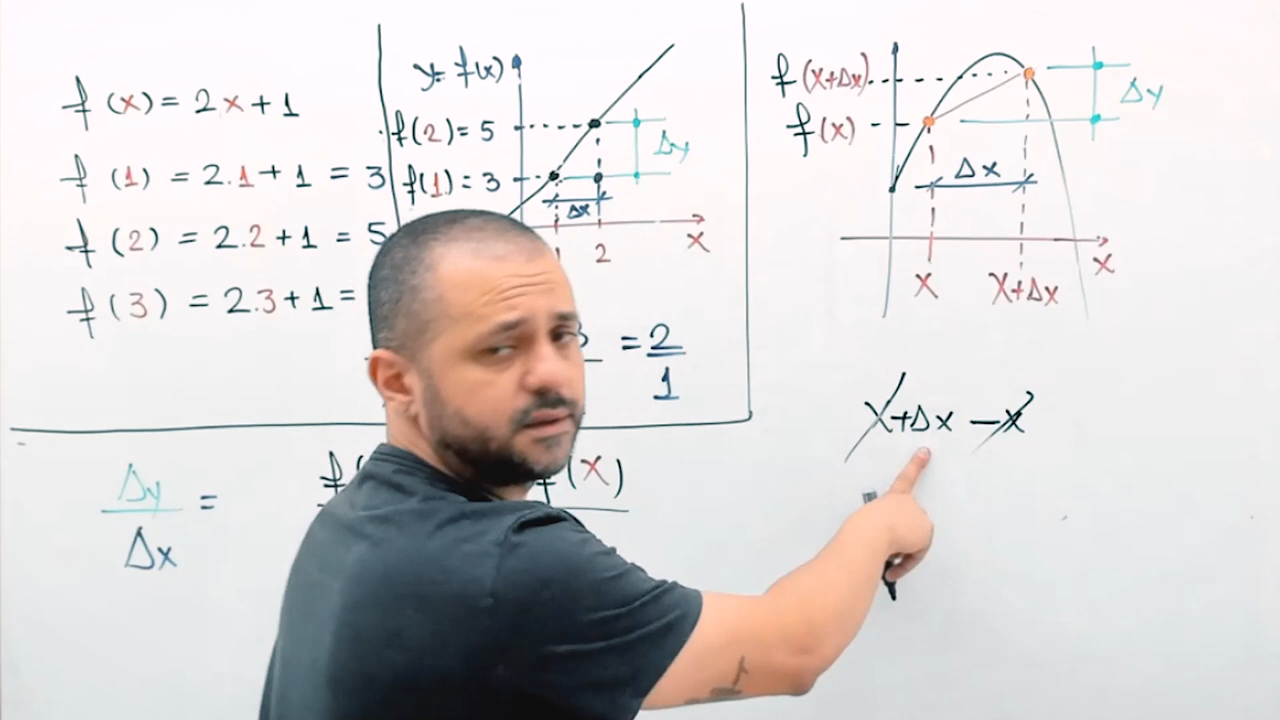 f(x) = 2x+1
f(1) = 2.1+1 = 3
f(2) = 2.2+1 = 5
f(3) = 2.3+1 =
y= f(x)
f(2)= 5
f(1)= 3
Δy
Δx
2
x
= 2/1
f(x+Δx)
f(x)
Δy
Δx
x
x+Δx
x
x+Δx -x
Δy/Δx =
f(x)